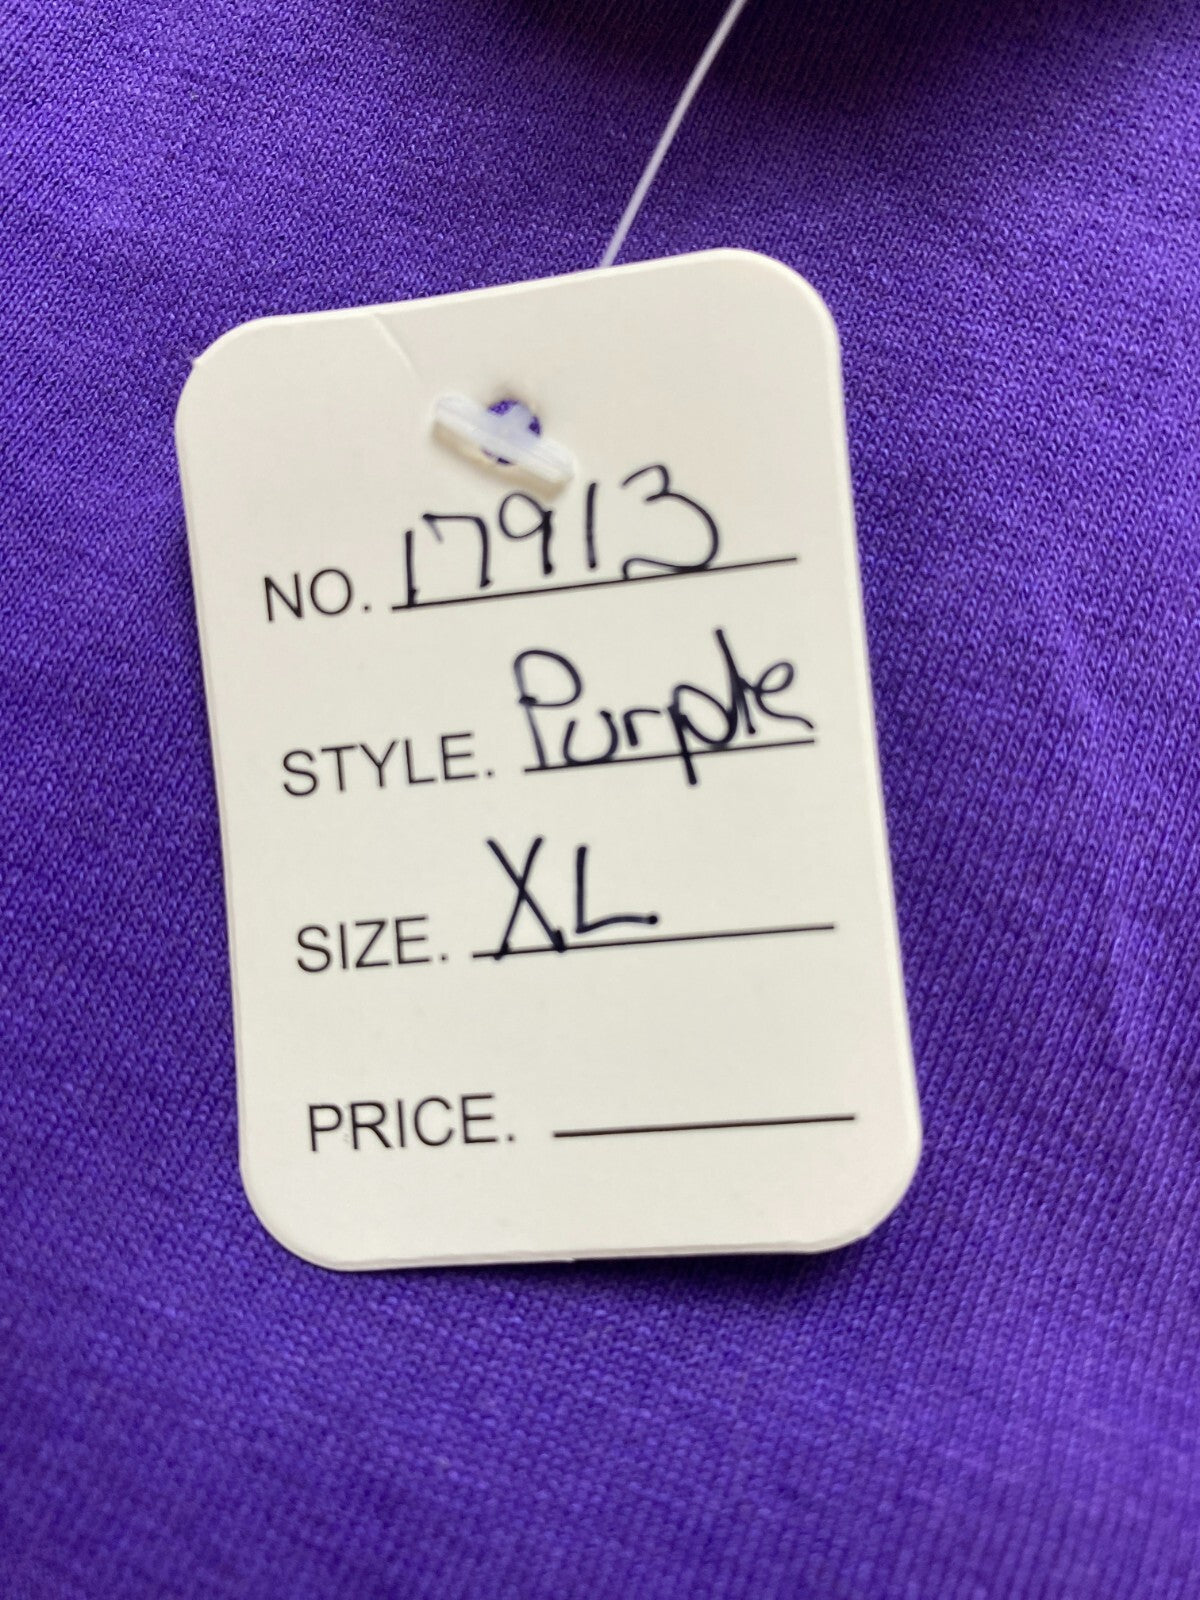 NO. 17913
STYLE. Purple
SIZE. XL
PRICE.